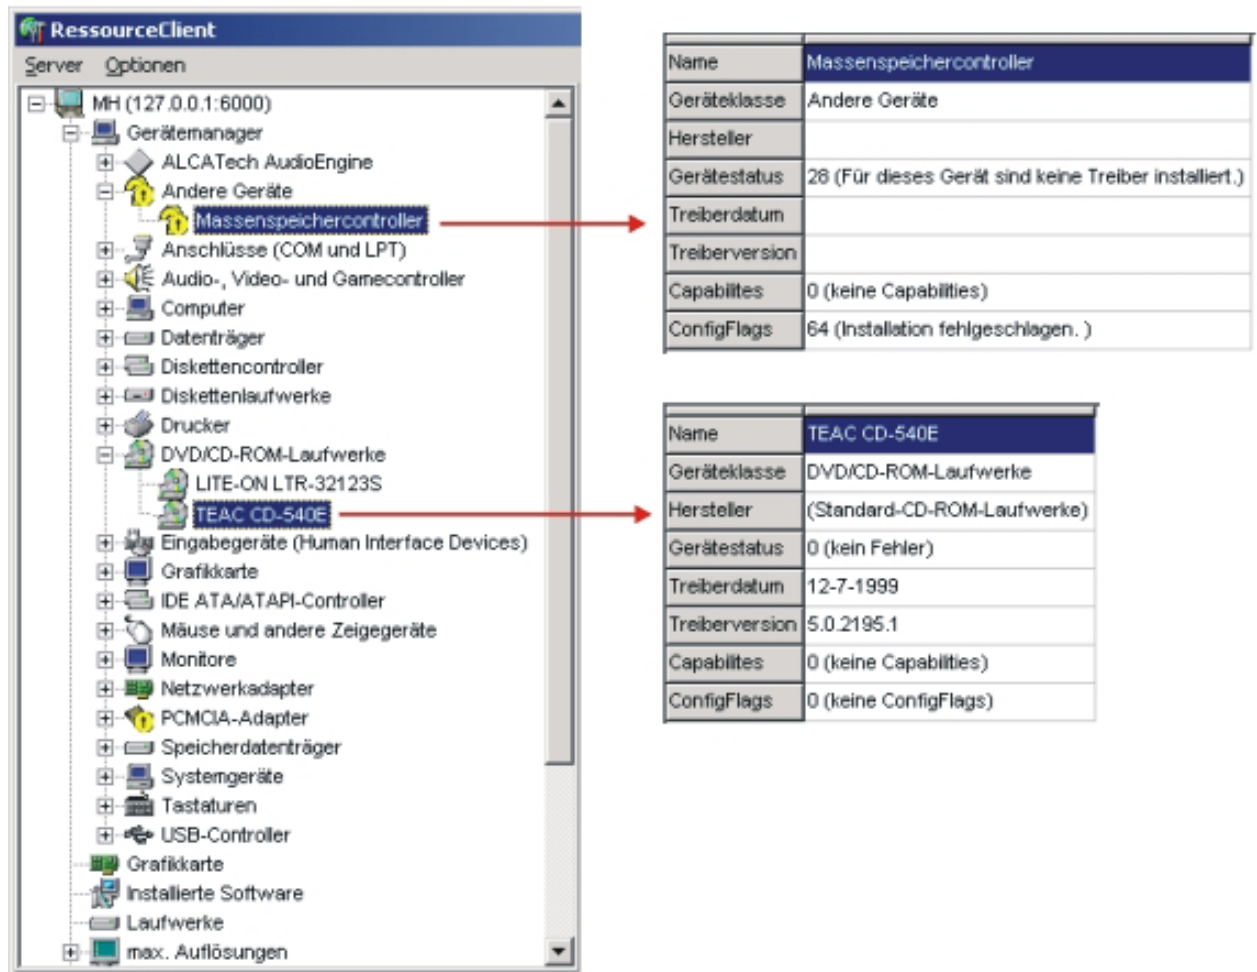 RessourceClient
Server Optionen
MH (127.0.0.1:6000)
Gerätemanager
ALCATech AudioEngine
Andere Geräte
Massenspeichercontroller
Anschlüsse (COM und LPT)
Audio-, Video- und Gamecontroller
Computer
Datenträger
Diskettencontroller
Diskettenlaufwerke
Drucker
DVD/CD-ROM-Laufwerke
LITE-ON LTR-32123S
TEAC CD-540E
Eingabegeräte (Human Interface Devices)
Grafikkarte
IDE ATA/ATAPI-Controller
Mäuse und andere Zeigegeräte
Monitore
Netzwerkadapter
PCMCIA-Adapter
Speicherdatenträger
Systemgeräte
Tastaturen
USB-Controller
Grafikkarte
Installierte Software
Laufwerke
max. Auflösungen
Name Massenspeichercontroller
Geräteklasse Andere Geräte
Hersteller
Gerätestatus 28 (Für dieses Gerät sind keine Treiber installiert.)
Treiberdatum
Treiberversion
Capabilites 0 (keine Capabilities)
ConfigFlags 64 (Installation fehlgeschlagen. )
Name TEAC CD-540E
Geräteklasse DVD/CD-ROM-Laufwerke
Hersteller (Standard-CD-ROM-Laufwerke)
Gerätestatus 0 (kein Fehler)
Treiberdatum 12-7-1999
Treiberversion 5.0.2195.1
Capabilites 0 (keine Capabilities)
ConfigFlags 0 (keine ConfigFlags)